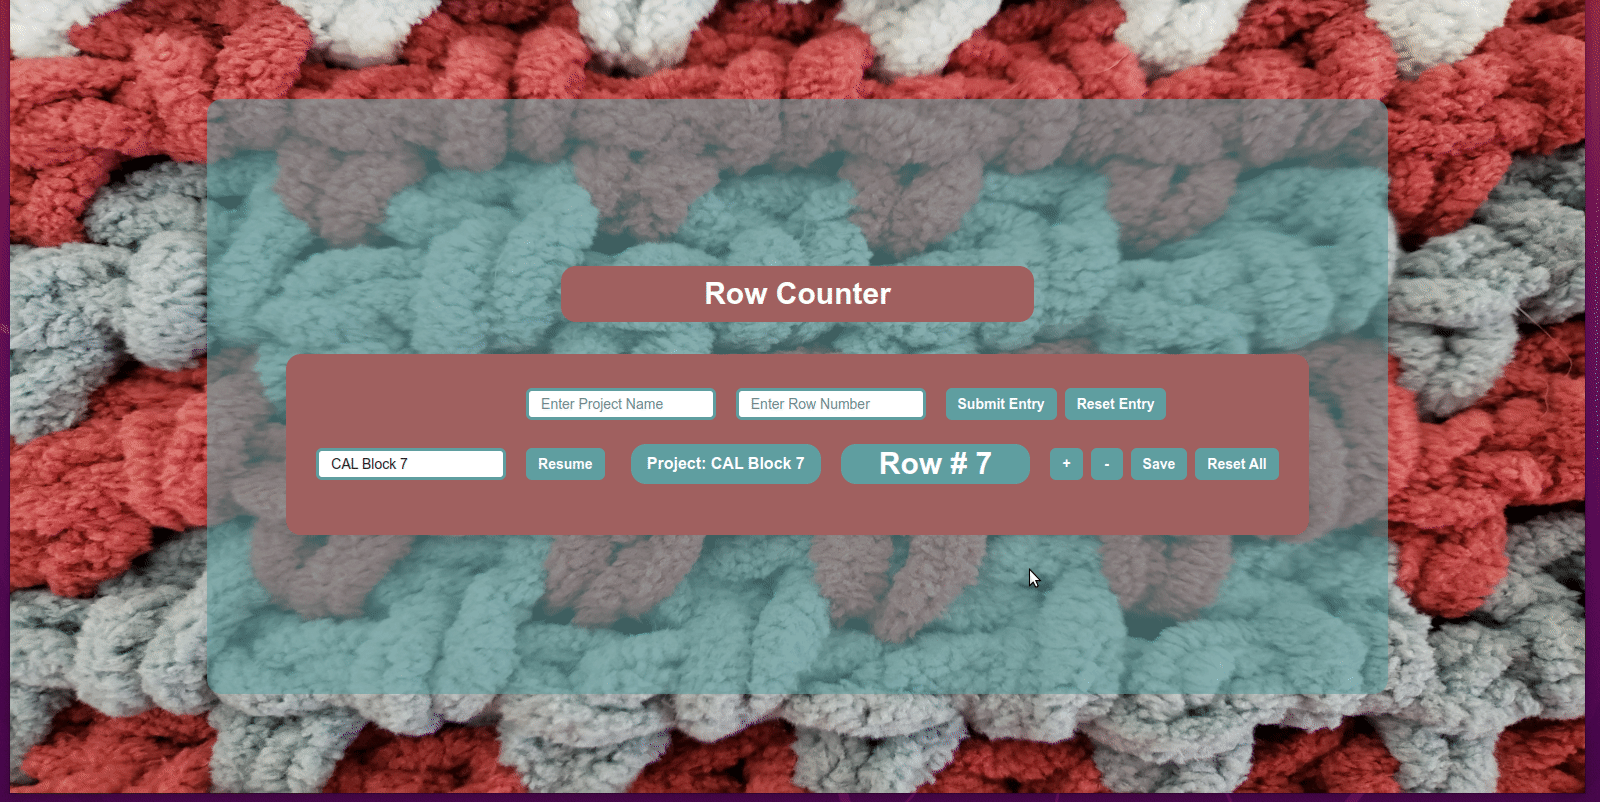 Row Counter
Enter Project Name Enter Row Number Submit Entry Reset Entry
CAL Block 7 Resume Project: CAL Block 7 Row # 7 + - Save Reset All